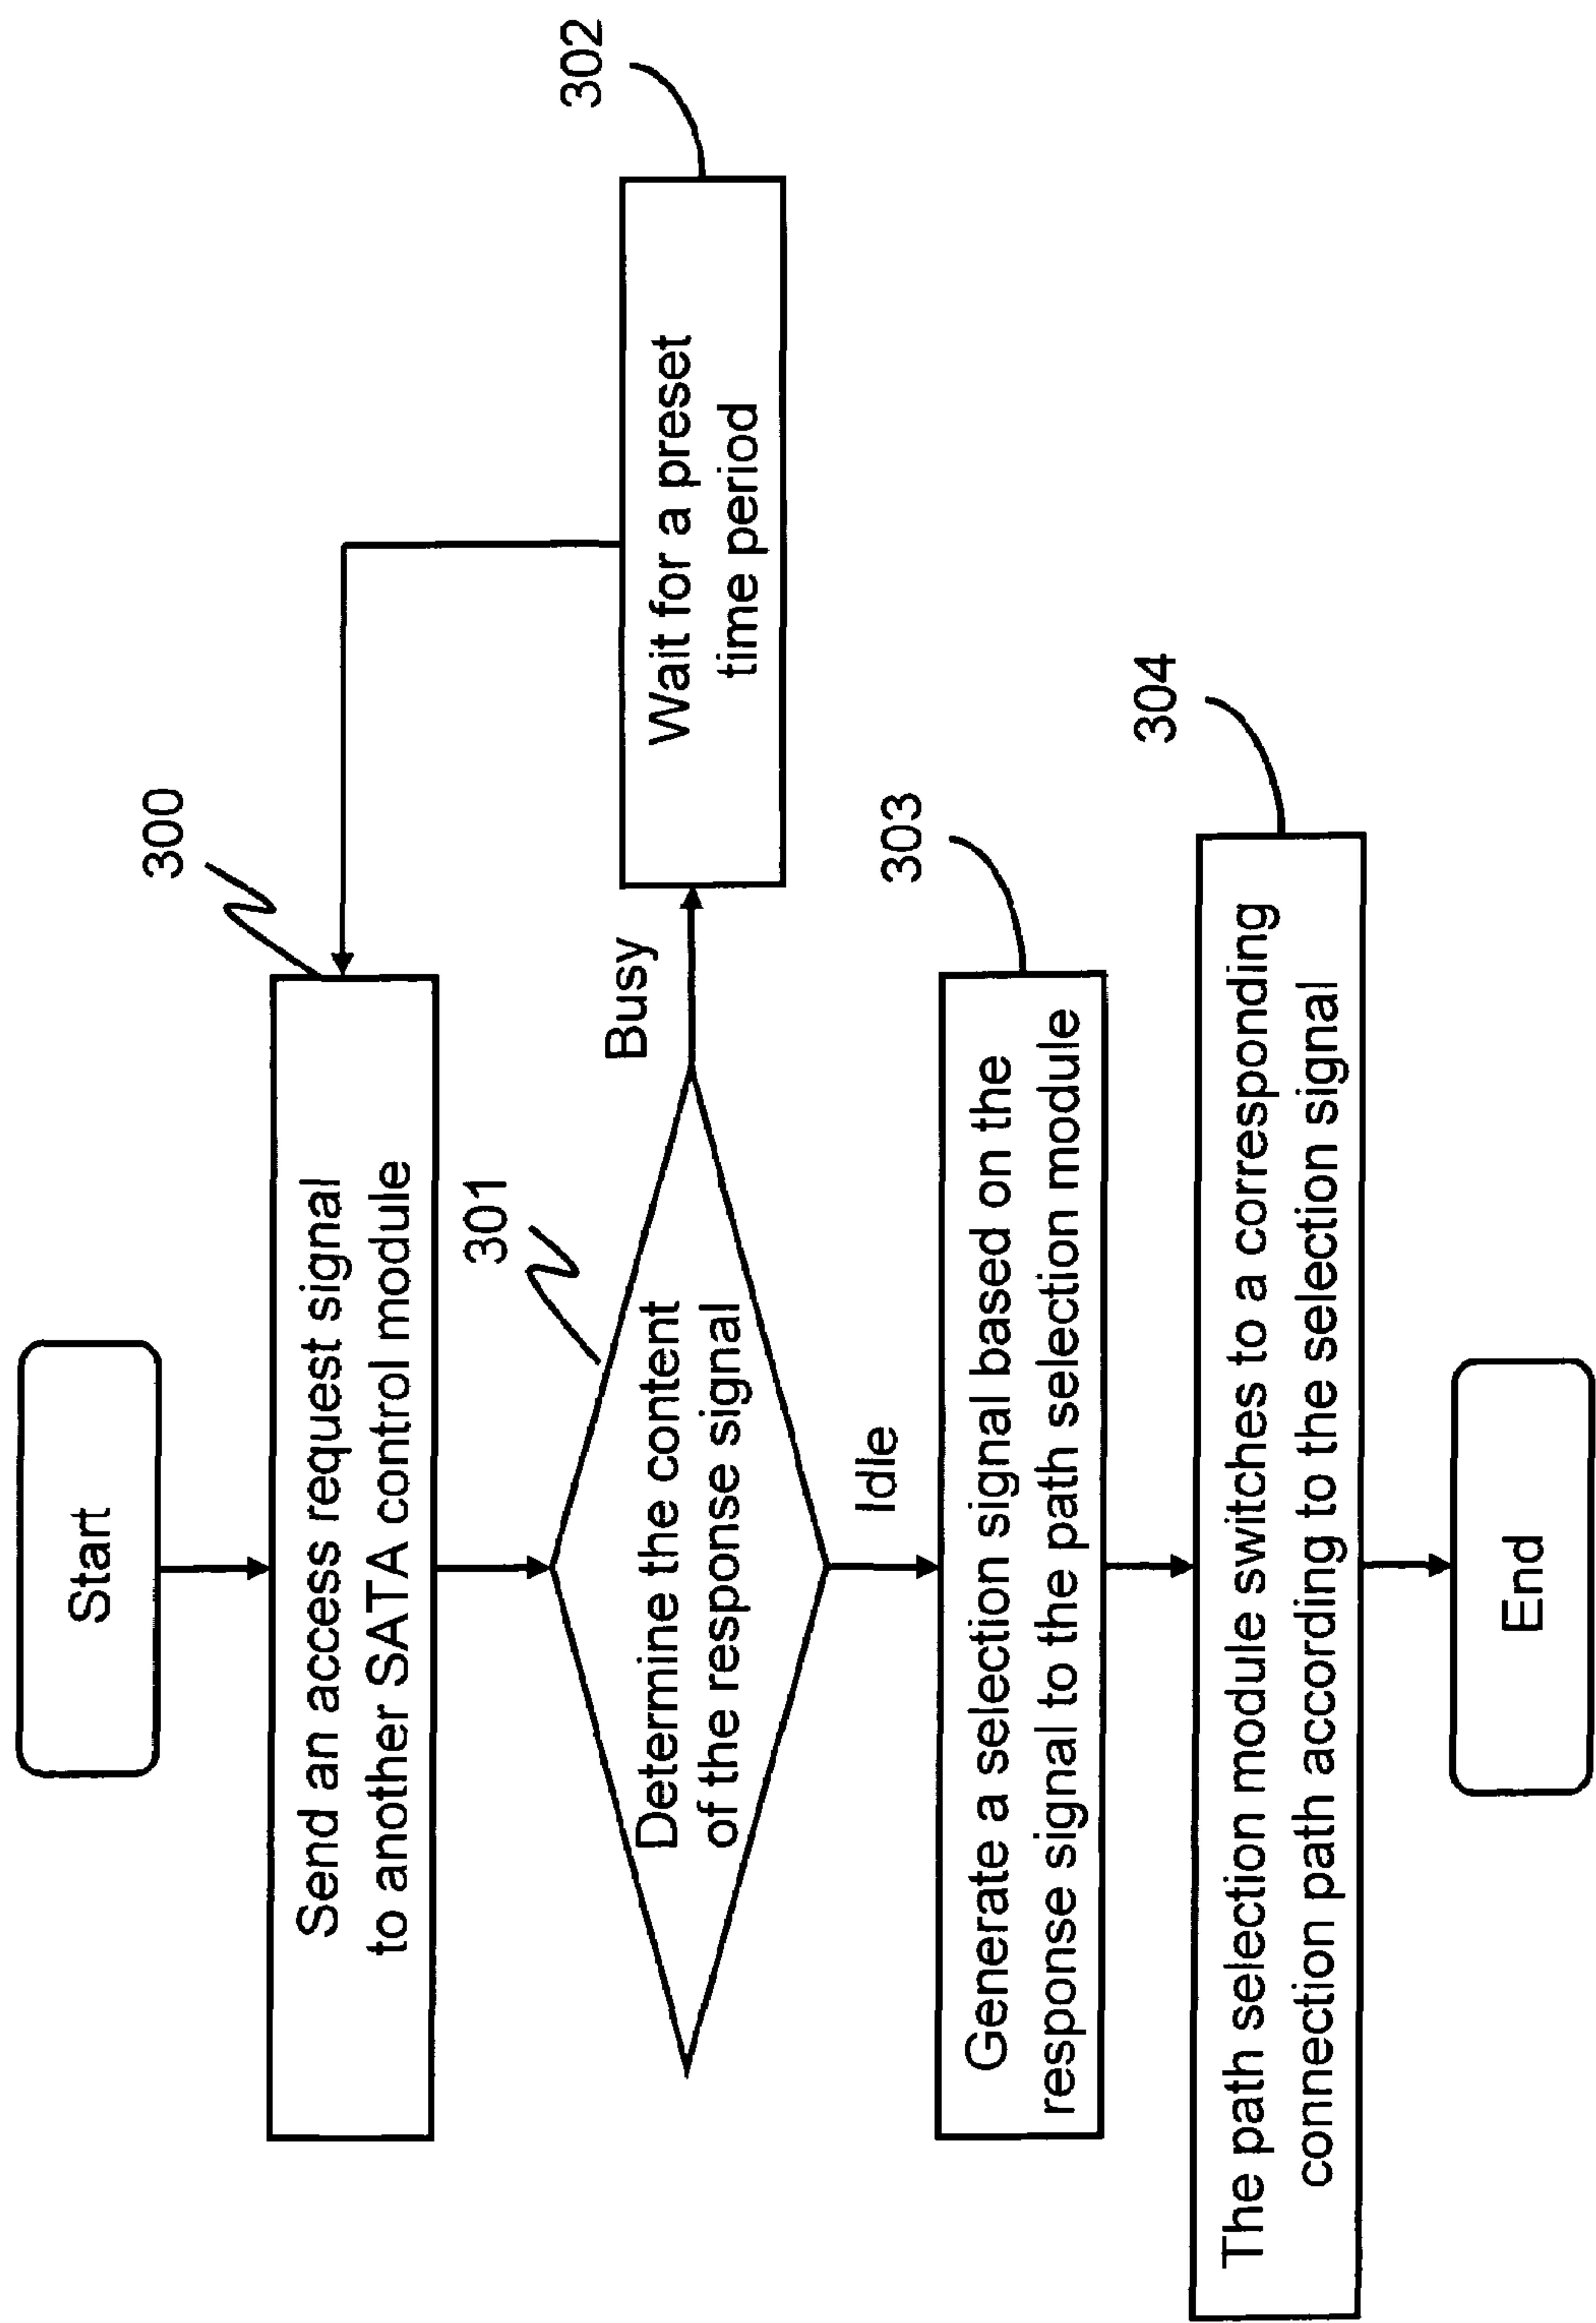 Start
300
Send an access request signal
to another SATA control module
301
Determine the content
of the response signal
Busy
302
Wait for a preset
time period
Idle
303
Generate a selection signal based on the
response signal to the path selection module
304
The path selection module switches to a corresponding
connection path according to the selection signal
End